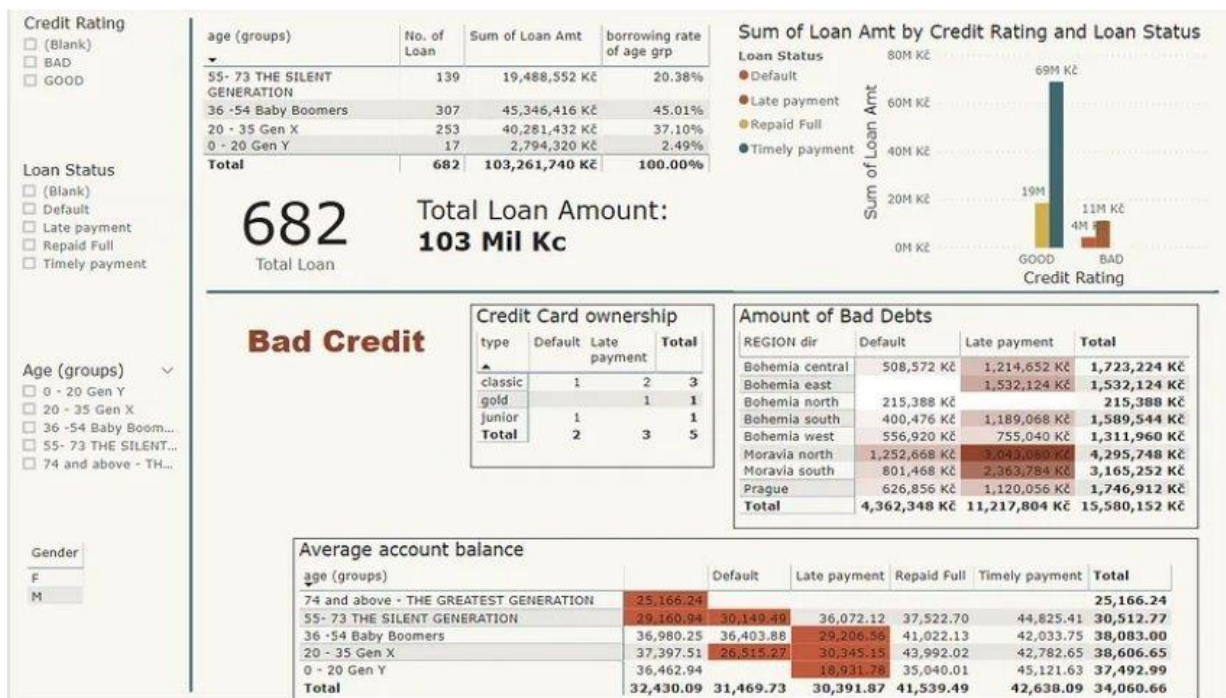 Credit Rating
(Blank)
BAD
GOOD
Loan Status
(Blank)
Default
Late payment
Repaid Full
Timely payment
Age (groups)
0 - 20 Gen Y
20 - 35 Gen X
36 -54 Baby Boom...
55- 73 THE SILENT...
74 and above - TH...
Gender
F
M
age (groups) No. of Loan Sum of Loan Amt borrowing rate of age grp
55- 73 THE SILENT GENERATION 139 19,488,552 Kč 20.38%
36 -54 Baby Boomers 307 45,346,416 Kč 45.01%
20 - 35 Gen X 253 40,281,432 Kč 37.10%
0 - 20 Gen Y 17 2,794,320 Kč 2.49%
Total 682 103,261,740 Kč 100.00%
682
Total Loan
Total Loan Amount:
103 Mil Kc
Sum of Loan Amt by Credit Rating and Loan Status
Loan Status
Default
Late payment
Repaid Full
Timely payment
Sum of Loan Amt
80M Kč
60M Kč
40M Kč
20M Kč
0M Kč
69M Kč
19M
4M
11M Kč
GOOD BAD
Credit Rating
Bad Credit
Credit Card ownership
type Default Late payment Total
classic 1 2 3
gold 1 1
junior 1 1
Total 2 3 5
Amount of Bad Debts
REGION dir Default Late payment Total
Bohemia central 508,572 Kč 1,214,652 Kč 1,723,224 Kč
Bohemia east 1,532,124 Kč 1,532,124 Kč
Bohemia north 215,388 Kč 215,388 Kč
Bohemia south 400,476 Kč 1,189,068 Kč 1,589,544 Kč
Bohemia west 556,920 Kč 755,040 Kč 1,311,960 Kč
Moravia north 1,252,668 Kč 3,043,080 Kč 4,295,748 Kč
Moravia south 801,468 Kč 2,363,784 Kč 3,165,252 Kč
Prague 626,856 Kč 1,120,056 Kč 1,746,912 Kč
Total 4,362,348 Kč 11,217,804 Kč 15,580,152 Kč
Average account balance
age (groups) Default Late payment Repaid Full Timely payment Total
74 and above - THE GREATEST GENERATION 25,166.24 25,166.24
55- 73 THE SILENT GENERATION 29,160.94 30,149.49 36,072.12 37,522.70 44,825.41 30,512.77
36 -54 Baby Boomers 36,980.25 36,403.88 29,206.56 41,022.13 42,033.75 38,083.00
20 - 35 Gen X 37,397.51 26,515.27 30,345.15 43,992.02 42,782.65 38,606.65
0 - 20 Gen Y 36,462.94 18,931.78 35,040.01 45,121.63 37,492.99
Total 32,430.09 31,469.73 30,391.87 41,539.49 42,638.09 34,060.66